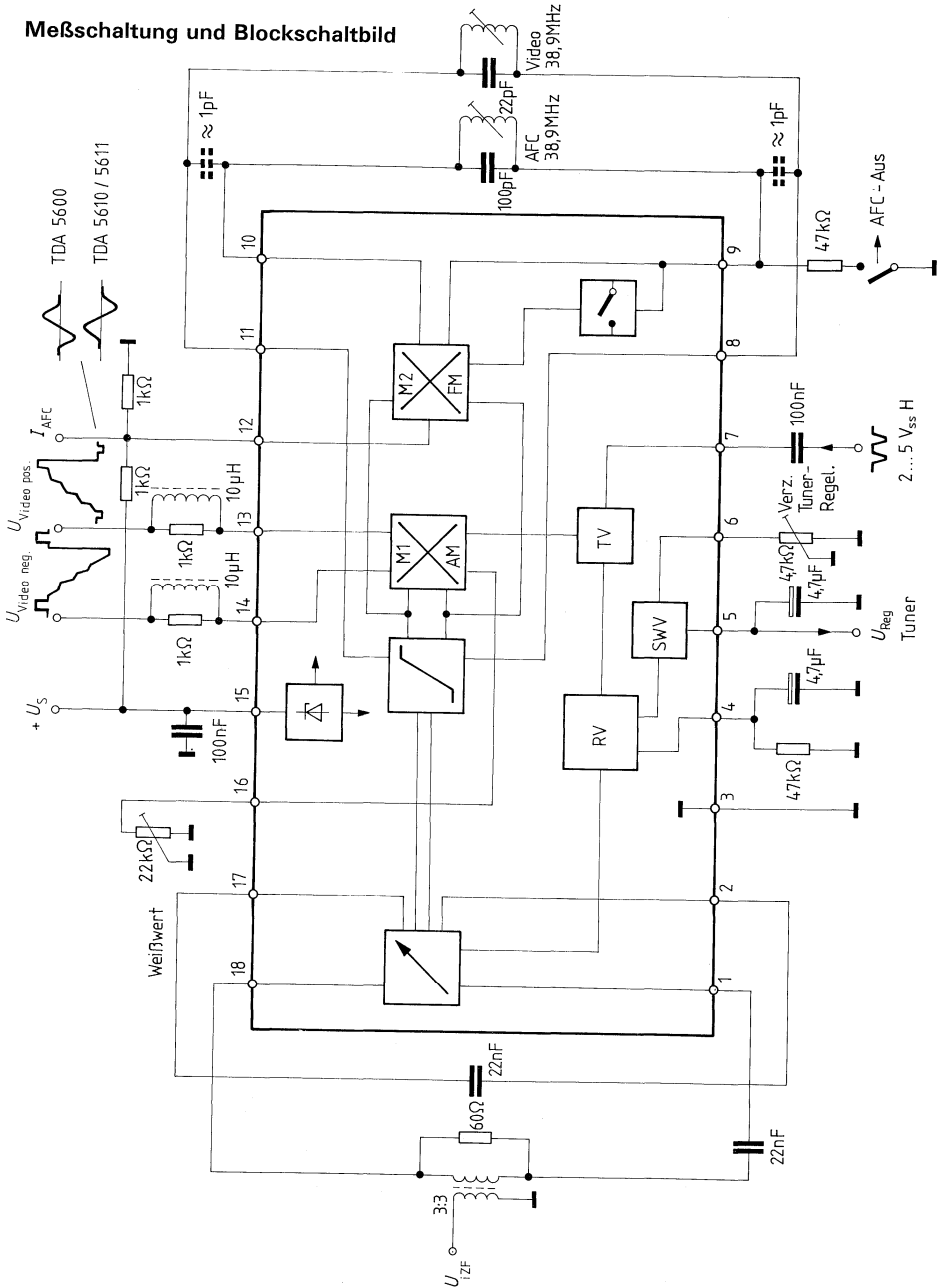 Meßschaltung und Blockschaltbild
TDA 5600
TDA 5610 / 5611
I AFC
U Video pos.
U Video neg.
+ U S
1kΩ
1kΩ
10µH
1kΩ
10µH
1kΩ
100nF
22kΩ
Weißwert
18
17
16
15
14
13
12
11
10
≈ 1pF
22pF
Video
38,9MHz
100pF
AFC
38,9MHz
≈ 1pF
M2
FM
M1
AM
TV
SWV
RV
1
2
3
4
5
6
7
8
9
47kΩ
AFC - Aus
100nF
2... 5 V ss H
4,7kΩ
Verz.
Tuner-
Regel.
4,7µF
U Reg
Tuner
4,7µF
47kΩ
22nF
60Ω
22nF
3:3
U iZF